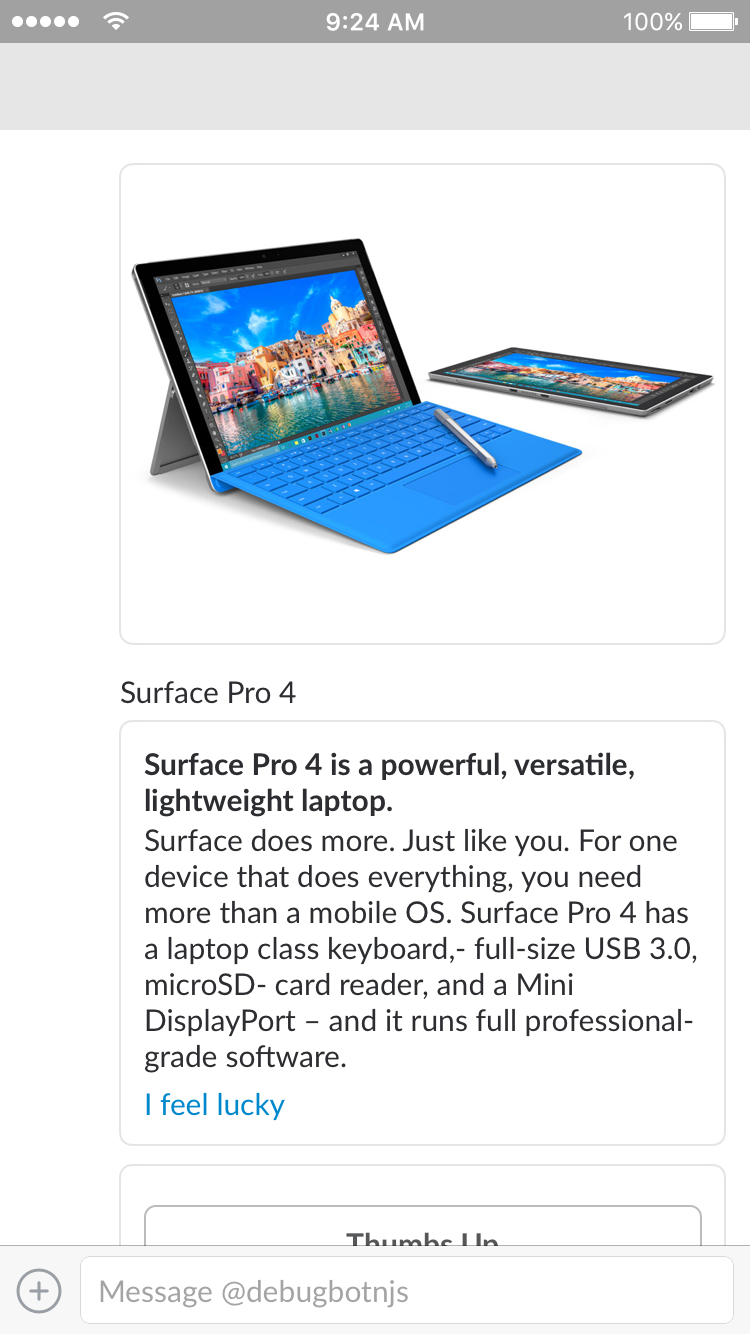 9:24 AM
100%
Surface Pro 4
Surface Pro 4 is a powerful, versatile,
lightweight laptop.
Surface does more. Just like you. For one
device that does everything, you need
more than a mobile OS. Surface Pro 4 has
a laptop class keyboard,- full-size USB 3.0,
microSD- card reader, and a Mini
DisplayPort – and it runs full professional-
grade software.
I feel lucky
Thumbs Up
Message @debugbotnjs